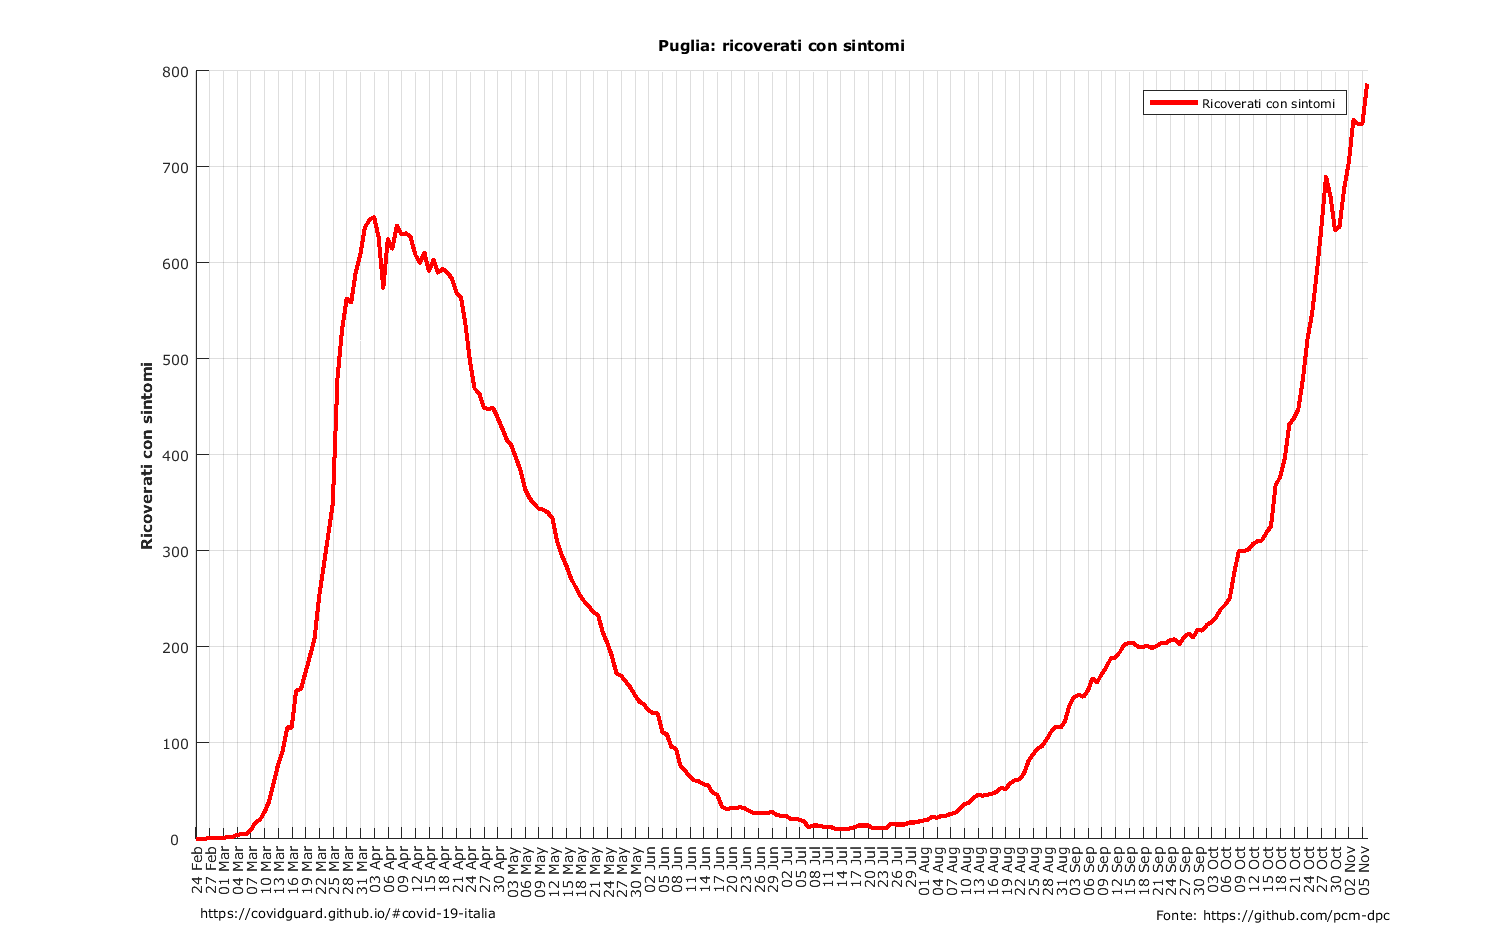 Puglia: ricoverati con sintomi
Ricoverati con sintomi
Ricoverati con sintomi
800
700
600
500
400
300
200
100
0
24 Feb
27 Feb
01 Mar
04 Mar
07 Mar
10 Mar
13 Mar
16 Mar
19 Mar
22 Mar
25 Mar
28 Mar
31 Mar
03 Apr
06 Apr
09 Apr
12 Apr
15 Apr
18 Apr
21 Apr
24 Apr
27 Apr
30 Apr
03 May
06 May
09 May
12 May
15 May
18 May
21 May
24 May
27 May
30 May
02 Jun
05 Jun
08 Jun
11 Jun
14 Jun
17 Jun
20 Jun
23 Jun
26 Jun
29 Jun
02 Jul
05 Jul
08 Jul
11 Jul
14 Jul
17 Jul
20 Jul
23 Jul
26 Jul
29 Jul
01 Aug
04 Aug
07 Aug
10 Aug
13 Aug
16 Aug
19 Aug
22 Aug
25 Aug
28 Aug
31 Aug
03 Sep
06 Sep
09 Sep
12 Sep
15 Sep
18 Sep
21 Sep
24 Sep
27 Sep
30 Sep
03 Oct
06 Oct
09 Oct
12 Oct
15 Oct
18 Oct
21 Oct
24 Oct
27 Oct
30 Oct
02 Nov
05 Nov
https://covidguard.github.io/#covid-19-italia
Fonte: https://github.com/pcm-dpc